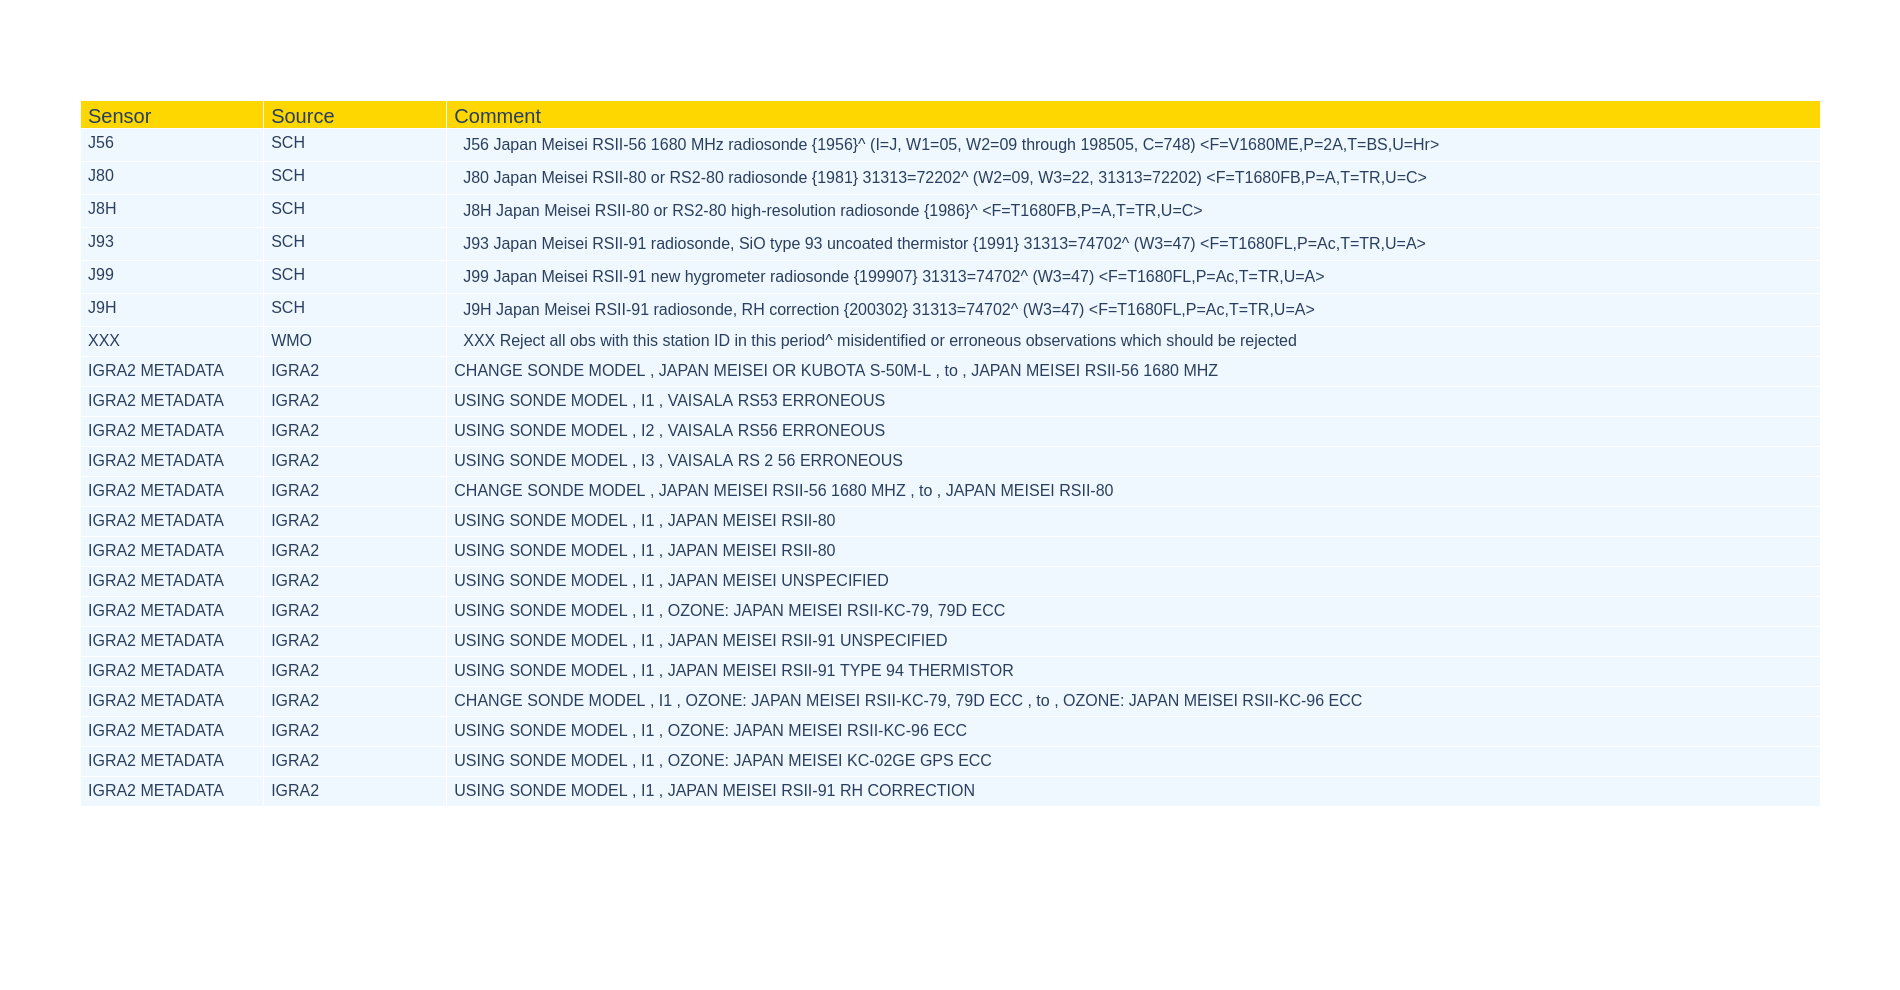 Sensor Source Comment
J56 SCH J56 Japan Meisei RSII-56 1680 MHz radiosonde {1956}^ (I=J, W1=05, W2=09 through 198505, C=748) <F=V1680ME,P=2A,T=BS,U=Hr>
J80 SCH J80 Japan Meisei RSII-80 or RS2-80 radiosonde {1981} 31313=72202^ (W2=09, W3=22, 31313=72202) <F=T1680FB,P=A,T=TR,U=C>
J8H SCH J8H Japan Meisei RSII-80 or RS2-80 high-resolution radiosonde {1986}^ <F=T1680FB,P=A,T=TR,U=C>
J93 SCH J93 Japan Meisei RSII-91 radiosonde, SiO type 93 uncoated thermistor {1991} 31313=74702^ (W3=47) <F=T1680FL,P=Ac,T=TR,U=A>
J99 SCH J99 Japan Meisei RSII-91 new hygrometer radiosonde {199907} 31313=74702^ (W3=47) <F=T1680FL,P=Ac,T=TR,U=A>
J9H SCH J9H Japan Meisei RSII-91 radiosonde, RH correction {200302} 31313=74702^ (W3=47) <F=T1680FL,P=Ac,T=TR,U=A>
XXX WMO XXX Reject all obs with this station ID in this period^ misidentified or erroneous observations which should be rejected
IGRA2 METADATA IGRA2 CHANGE SONDE MODEL , JAPAN MEISEI OR KUBOTA S-50M-L , to , JAPAN MEISEI RSII-56 1680 MHZ
IGRA2 METADATA IGRA2 USING SONDE MODEL , I1 , VAISALA RS53 ERRONEOUS
IGRA2 METADATA IGRA2 USING SONDE MODEL , I2 , VAISALA RS56 ERRONEOUS
IGRA2 METADATA IGRA2 USING SONDE MODEL , I3 , VAISALA RS 2 56 ERRONEOUS
IGRA2 METADATA IGRA2 CHANGE SONDE MODEL , JAPAN MEISEI RSII-56 1680 MHZ , to , JAPAN MEISEI RSII-80
IGRA2 METADATA IGRA2 USING SONDE MODEL , I1 , JAPAN MEISEI RSII-80
IGRA2 METADATA IGRA2 USING SONDE MODEL , I1 , JAPAN MEISEI RSII-80
IGRA2 METADATA IGRA2 USING SONDE MODEL , I1 , JAPAN MEISEI UNSPECIFIED
IGRA2 METADATA IGRA2 USING SONDE MODEL , I1 , OZONE: JAPAN MEISEI RSII-KC-79, 79D ECC
IGRA2 METADATA IGRA2 USING SONDE MODEL , I1 , JAPAN MEISEI RSII-91 UNSPECIFIED
IGRA2 METADATA IGRA2 USING SONDE MODEL , I1 , JAPAN MEISEI RSII-91 TYPE 94 THERMISTOR
IGRA2 METADATA IGRA2 CHANGE SONDE MODEL , I1 , OZONE: JAPAN MEISEI RSII-KC-79, 79D ECC , to , OZONE: JAPAN MEISEI RSII-KC-96 ECC
IGRA2 METADATA IGRA2 USING SONDE MODEL , I1 , OZONE: JAPAN MEISEI RSII-KC-96 ECC
IGRA2 METADATA IGRA2 USING SONDE MODEL , I1 , OZONE: JAPAN MEISEI KC-02GE GPS ECC
IGRA2 METADATA IGRA2 USING SONDE MODEL , I1 , JAPAN MEISEI RSII-91 RH CORRECTION